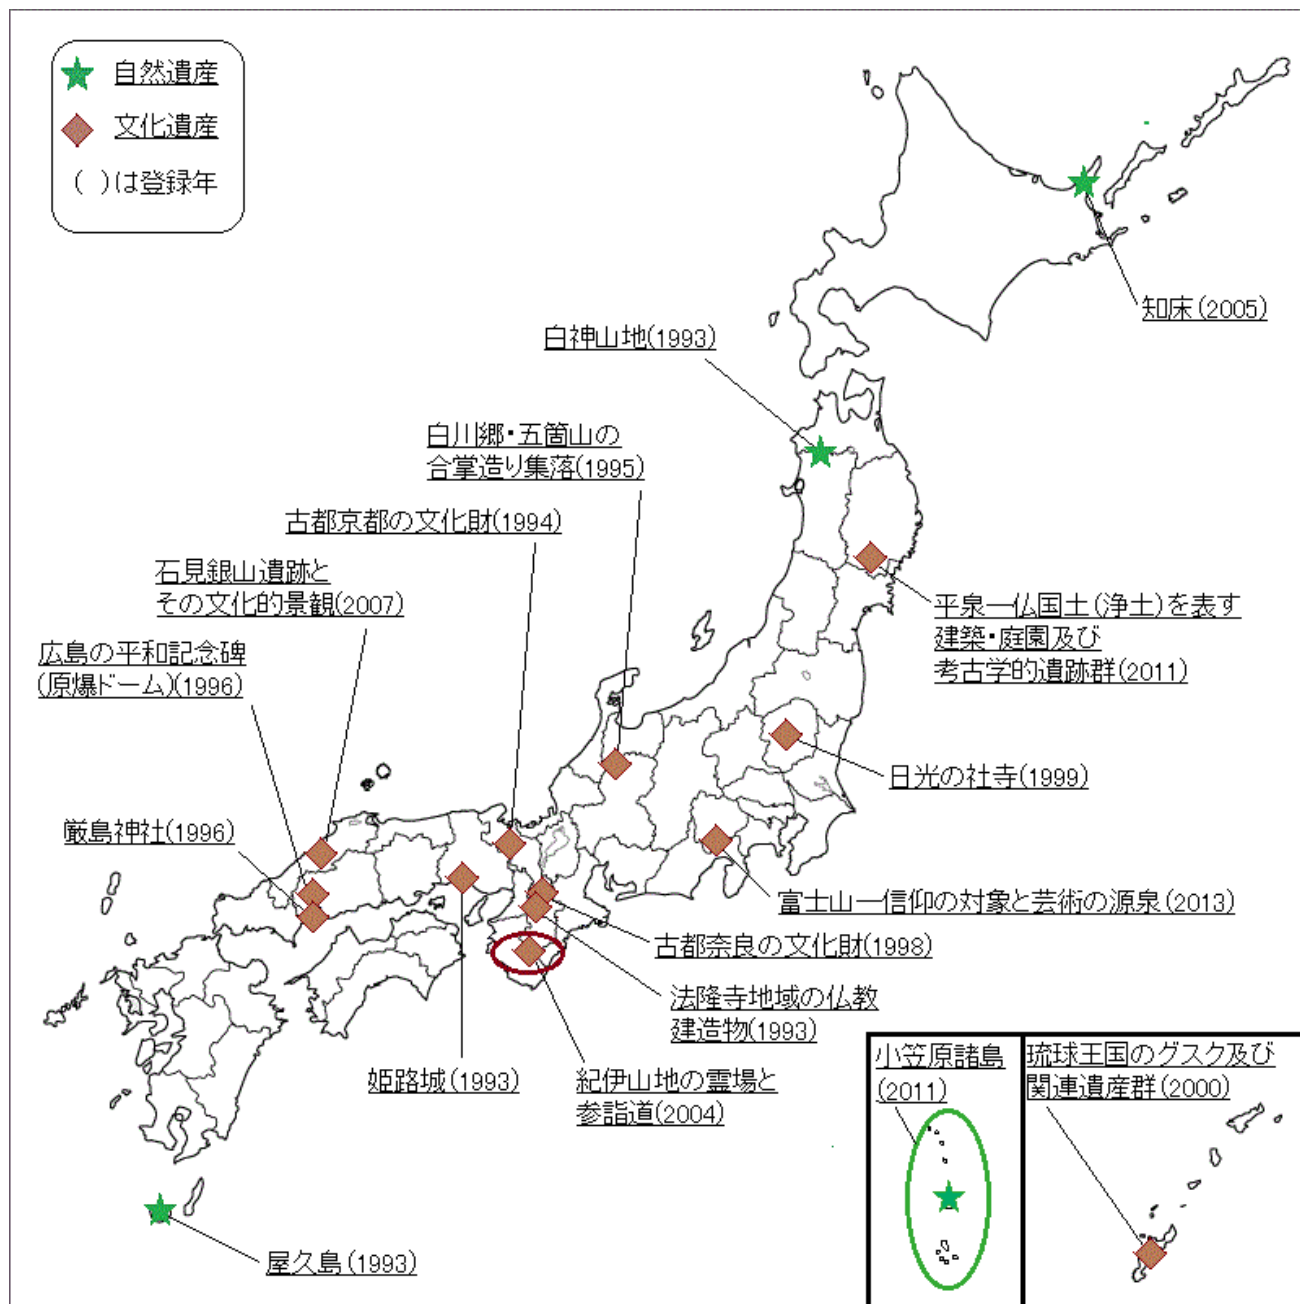 自然遺産
文化遺産
( )は登録年
知床(2005)
白神山地(1993)
白川郷・五箇山の
合掌造り集落(1995)
古都京都の文化財(1994)
石見銀山遺跡と
その文化的景観(2007)
広島の平和記念碑
(原爆ドーム)(1996)
厳島神社(1996)
平泉―仏国土(浄土)を表す
建築・庭園及び
考古学的遺跡群(2011)
日光の社寺(1999)
富士山―信仰の対象と芸術の源泉(2013)
古都奈良の文化財(1998)
法隆寺地域の仏教
建造物(1993)
姫路城(1993)
紀伊山地の霊場と
参詣道(2004)
屋久島(1993)
小笠原諸島
(2011)
琉球王国のグスク及び
関連遺産群(2000)